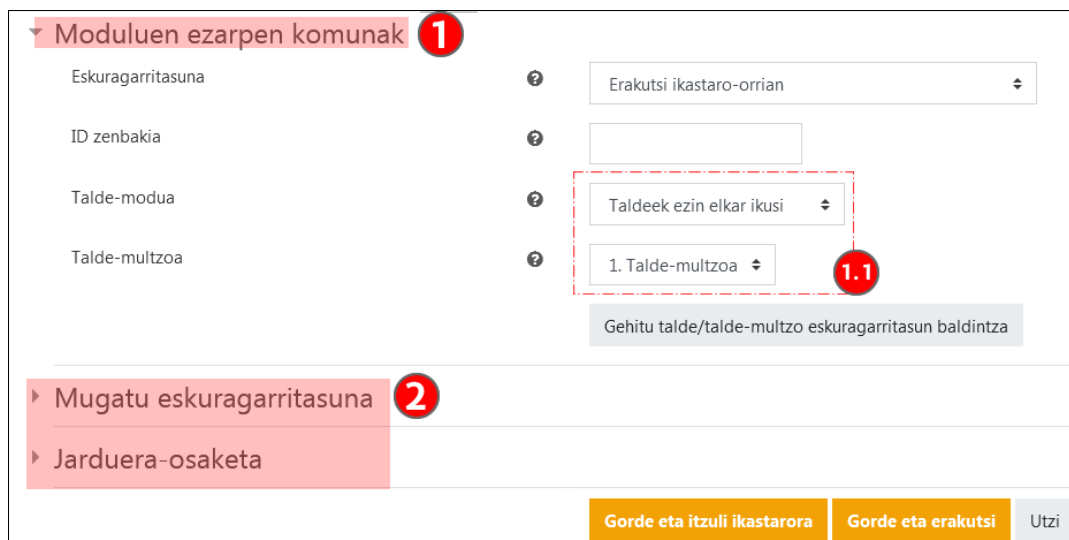 Moduluen ezarpen komunak 1
Eskuragarritasuna Erakutsi ikastaro-orrian
ID zenbakia
Talde-modua Taldeek ezin elkar ikusi
Talde-multzoa 1. Talde-multzoa
1.1
Gehitu talde/talde-multzo eskuragarritasun baldintza
Mugatu eskuragarritasuna 2
Jarduera-osaketa
Gorde eta itzuli ikastarora Gorde eta erakutsi Utzi